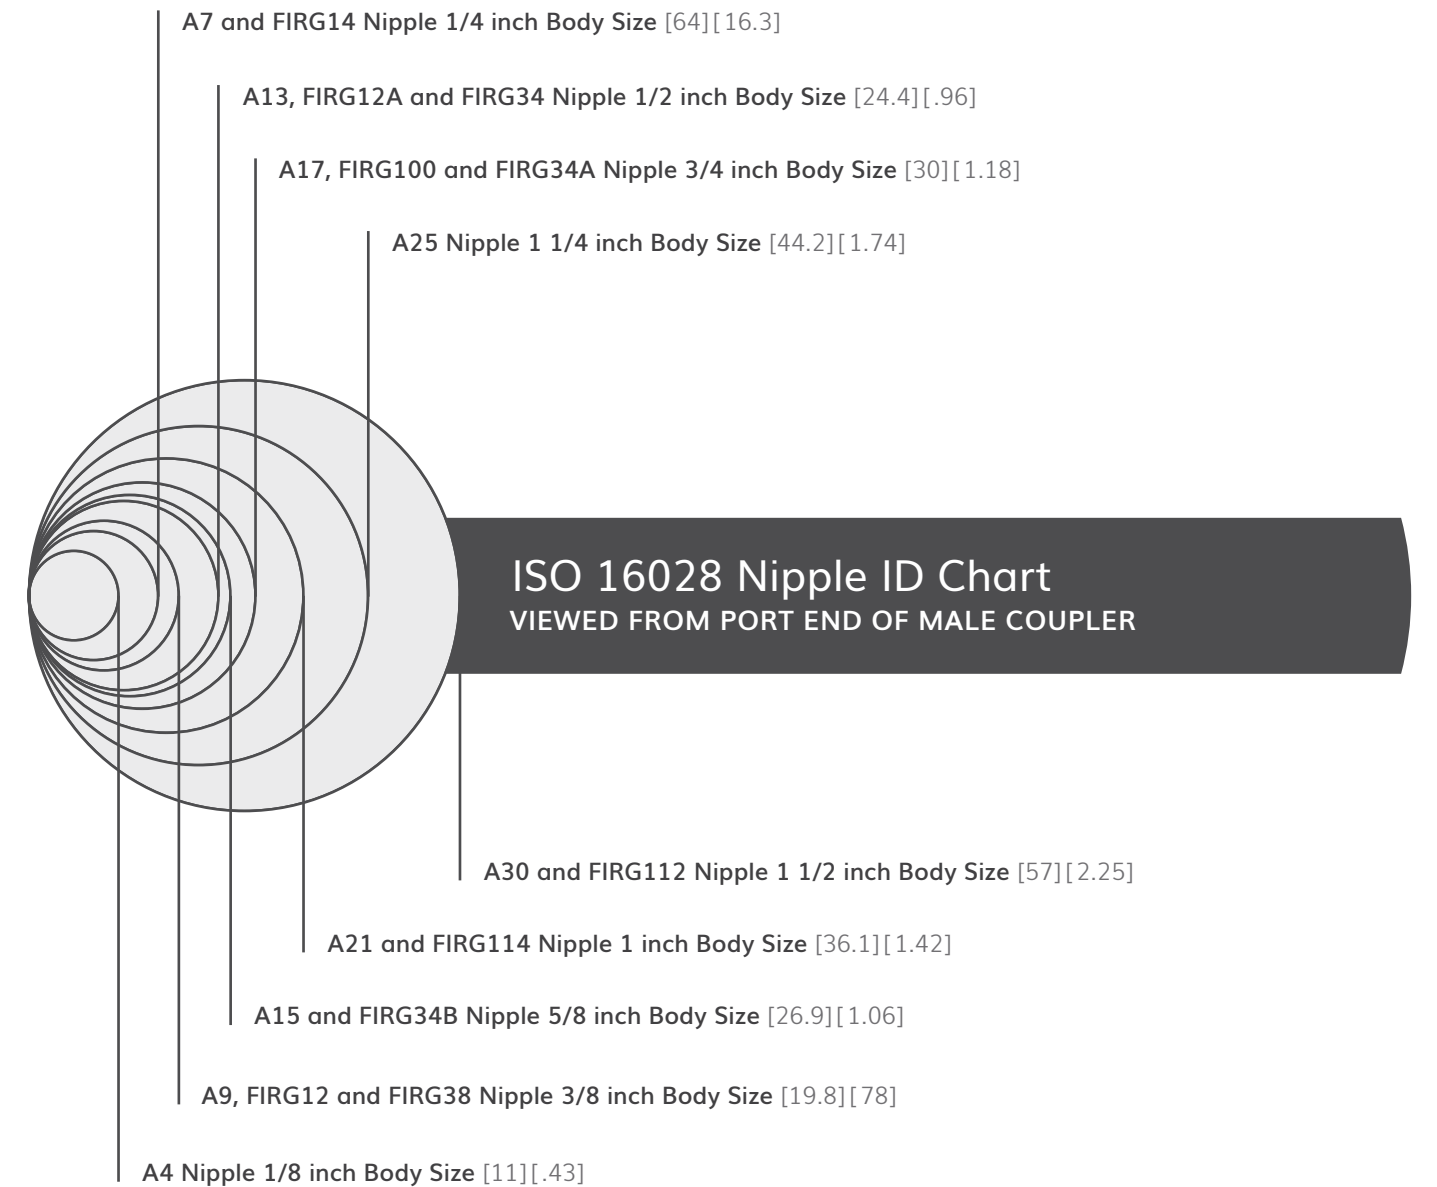 A7 and FIRG14 Nipple 1/4 inch Body Size [64][16.3]
A13, FIRG12A and FIRG34 Nipple 1/2 inch Body Size [24.4][.96]
A17, FIRG100 and FIRG34A Nipple 3/4 inch Body Size [30][1.18]
A25 Nipple 1 1/4 inch Body Size [44.2][1.74]
ISO 16028 Nipple ID Chart
VIEWED FROM PORT END OF MALE COUPLER
A30 and FIRG112 Nipple 1 1/2 inch Body Size [57][2.25]
A21 and FIRG114 Nipple 1 inch Body Size [36.1][1.42]
A15 and FIRG34B Nipple 5/8 inch Body Size [26.9][1.06]
A9, FIRG12 and FIRG38 Nipple 3/8 inch Body Size [19.8][78]
A4 Nipple 1/8 inch Body Size [11][.43]